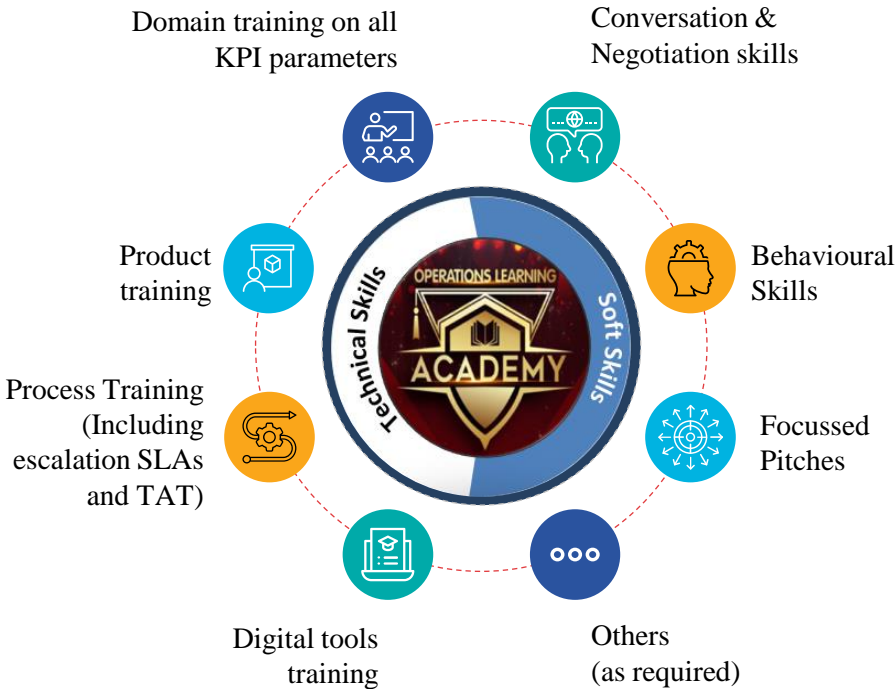 Domain training on all
KPI parameters
Conversation &
Negotiation skills
Product
training
Behavioural
Skills
Technical Skills
OPERATIONS LEARNING
ACADEMY
Soft Skills
Process Training
(Including
escalation SLAs
and TAT)
Focussed
Pitches
Digital tools
training
Others
(as required)